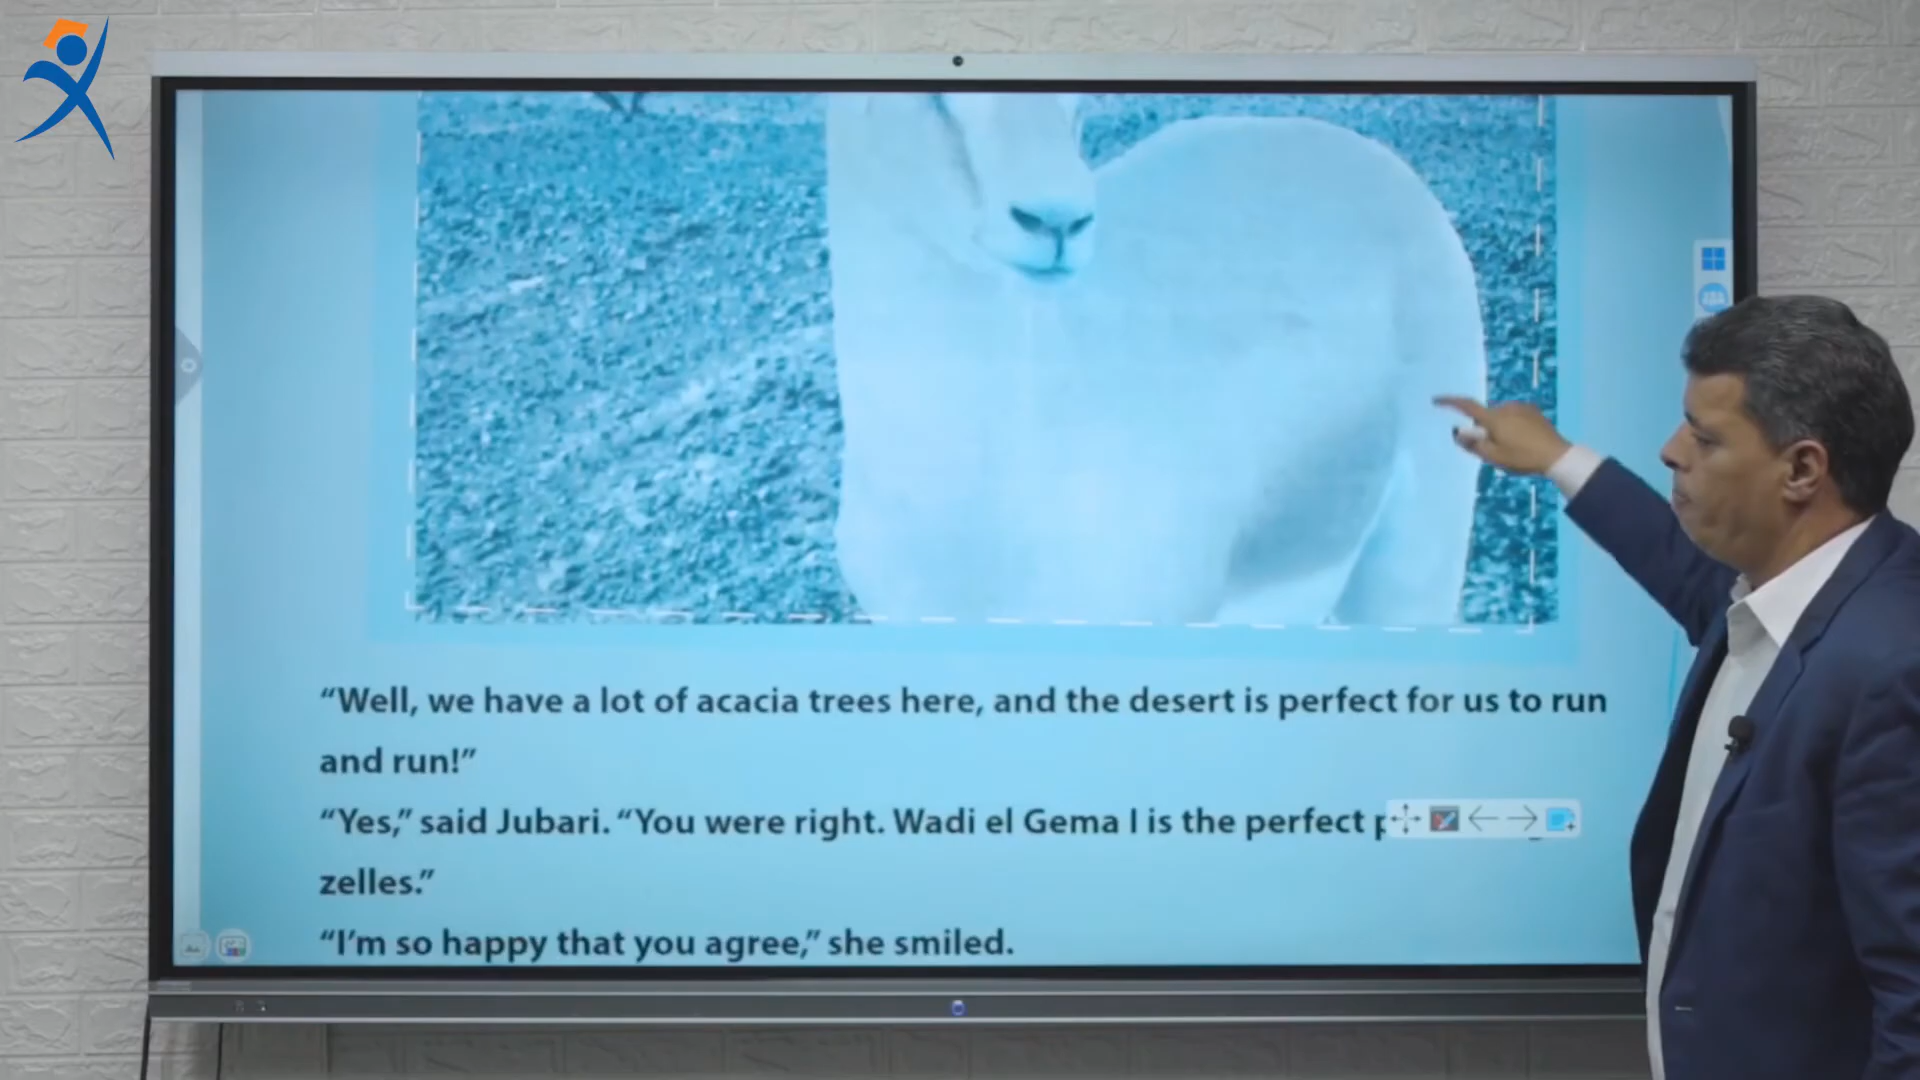 “Well, we have a lot of acacia trees here, and the desert is perfect for us to run
and run!”
“Yes,” said Jubari. “You were right. Wadi el Gema l is the perfect
zelles.”
“I’m so happy that you agree,” she smiled.